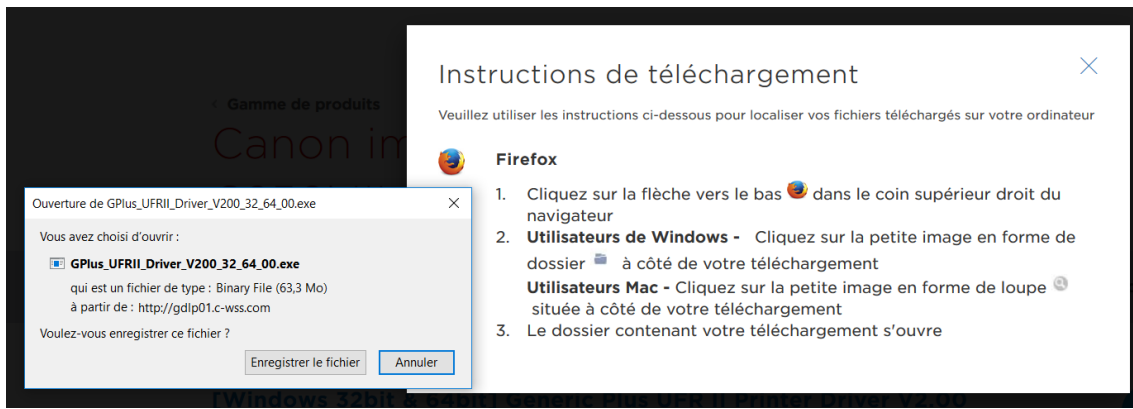 Gamme de produits
Canon im
Instructions de téléchargement
Veuillez utiliser les instructions ci-dessous pour localiser vos fichiers téléchargés sur votre ordinateur
Firefox
1. Cliquez sur la flèche vers le bas dans le coin supérieur droit du
navigateur
2. Utilisateurs de Windows - Cliquez sur la petite image en forme de
dossier à côté de votre téléchargement
Utilisateurs Mac - Cliquez sur la petite image en forme de loupe
située à côté de votre téléchargement
3. Le dossier contenant votre téléchargement s'ouvre
Ouverture de GPlus_UFRII_Driver_V200_32_64_00.exe
Vous avez choisi d'ouvrir :
GPlus_UFRII_Driver_V200_32_64_00.exe
qui est un fichier de type : Binary File (63,3 Mo)
à partir de : http://gdlp01.c-wss.com
Voulez-vous enregistrer ce fichier ?
Enregistrer le fichier
Annuler
[Windows 32bit & 64bit] Generic Plus UFR II Printer Driver V2.00